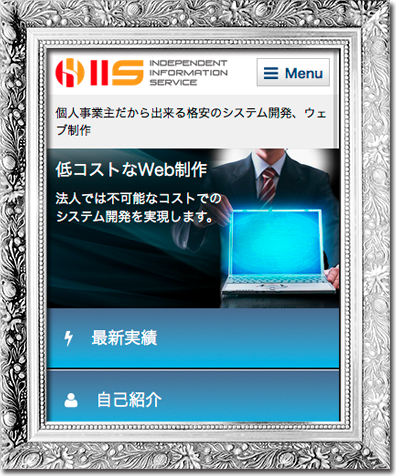 IIS INDEPENDENT
INFORMATION
SERVICE
Menu
個人事業主だから出来る格安のシステム開発、ウェ
ブ制作
低コストなWeb制作
法人では不可能なコストでの
システム開発を実現します。
最新実績
自己紹介